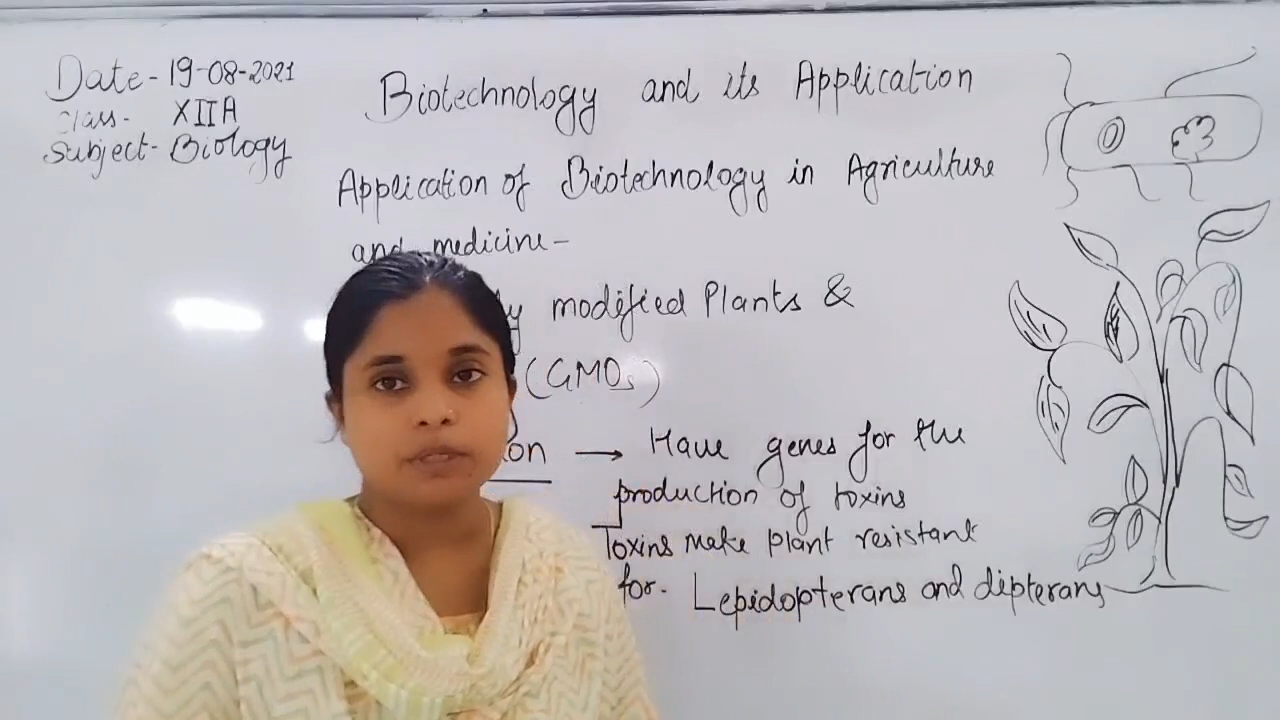 Date- 19-08-2021
Class- XII A
Subject- Biology
Biotechnology and its Application
Application of Biotechnology in Agriculture
and medicine-
modified Plants &
(GMOs)
→ Have genes for the
production of toxins
Toxins make plant resistant
for. Lepidopterans and dipterans